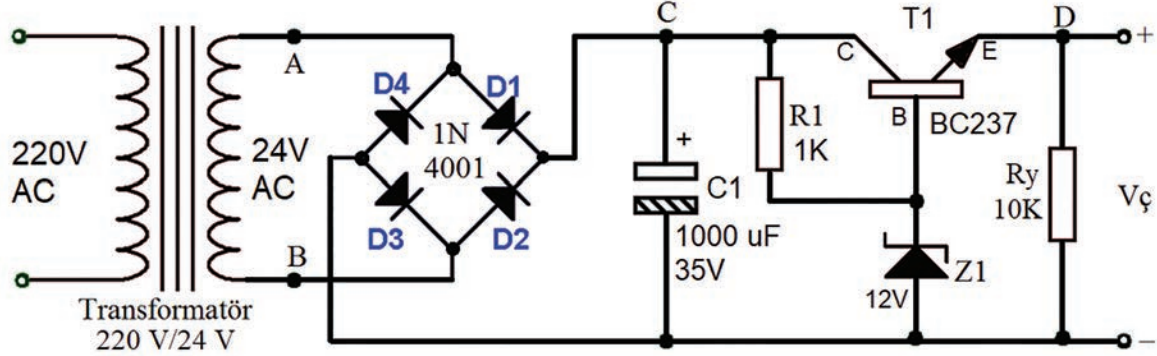 220V
AC
Transformatör
220 V/24 V
24V
AC
A
B
D4
D1
1N
4001
D3
D2
C
+
C1
1000 uF
35V
R1
1K
T1
C
E
B
BC237
Z1
12V
D
Ry
10K
+
Vç
−